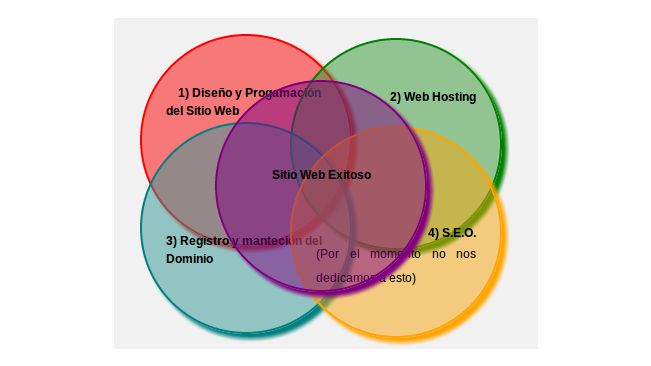 1) Diseño y Progamación
del Sitio Web
2) Web Hosting
Sitio Web Exitoso
3) Registro y manteción del
Dominio
4) S.E.O.
(Por el momento no nos
dedicamos a esto)